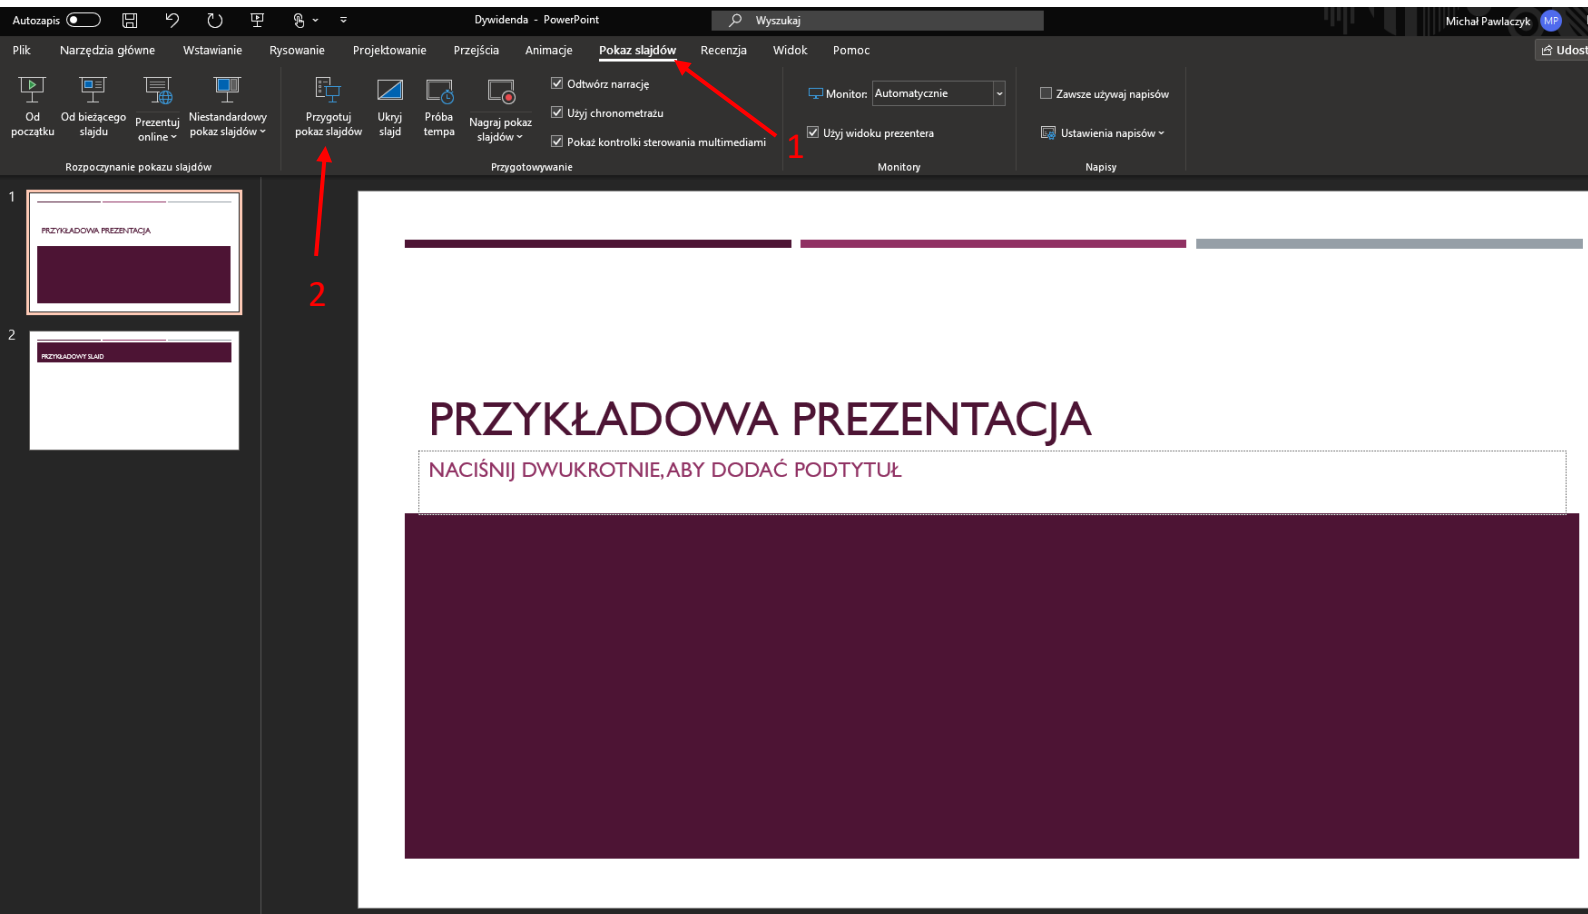 Autozapis
Dywidenda - PowerPoint
Wyszukaj
Michał Pawlaczyk
MP
Plik Narzędzia główne Wstawianie Rysowanie Projektowanie Przejścia Animacje Pokaz slajdów Recenzja Widok Pomoc
Udost
Od
początku
Od bieżącego
slajdu
Prezentuj
online
Niestandardowy
pokaz slajdów
Rozpoczynanie pokazu slajdów
Przygotuj
pokaz slajdów
Ukryj
slajd
Próba
tempa
Nagraj pokaz
slajdów
Odtwórz narrację
Użyj chronometrażu
Pokaż kontrolki sterowania multimediami
Przygotowywanie
1
Monitor: Automatycznie
Użyj widoku prezentera
Monitory
Zawsze używaj napisów
Ustawienia napisów
Napisy
2
1
PRZYKŁADOWA PREZENTACJA
2
PRZYKŁADOWY SLAJD
PRZYKŁADOWA PREZENTACJA
NACIŚNIJ DWUKROTNIE, ABY DODAĆ PODTYTUŁ